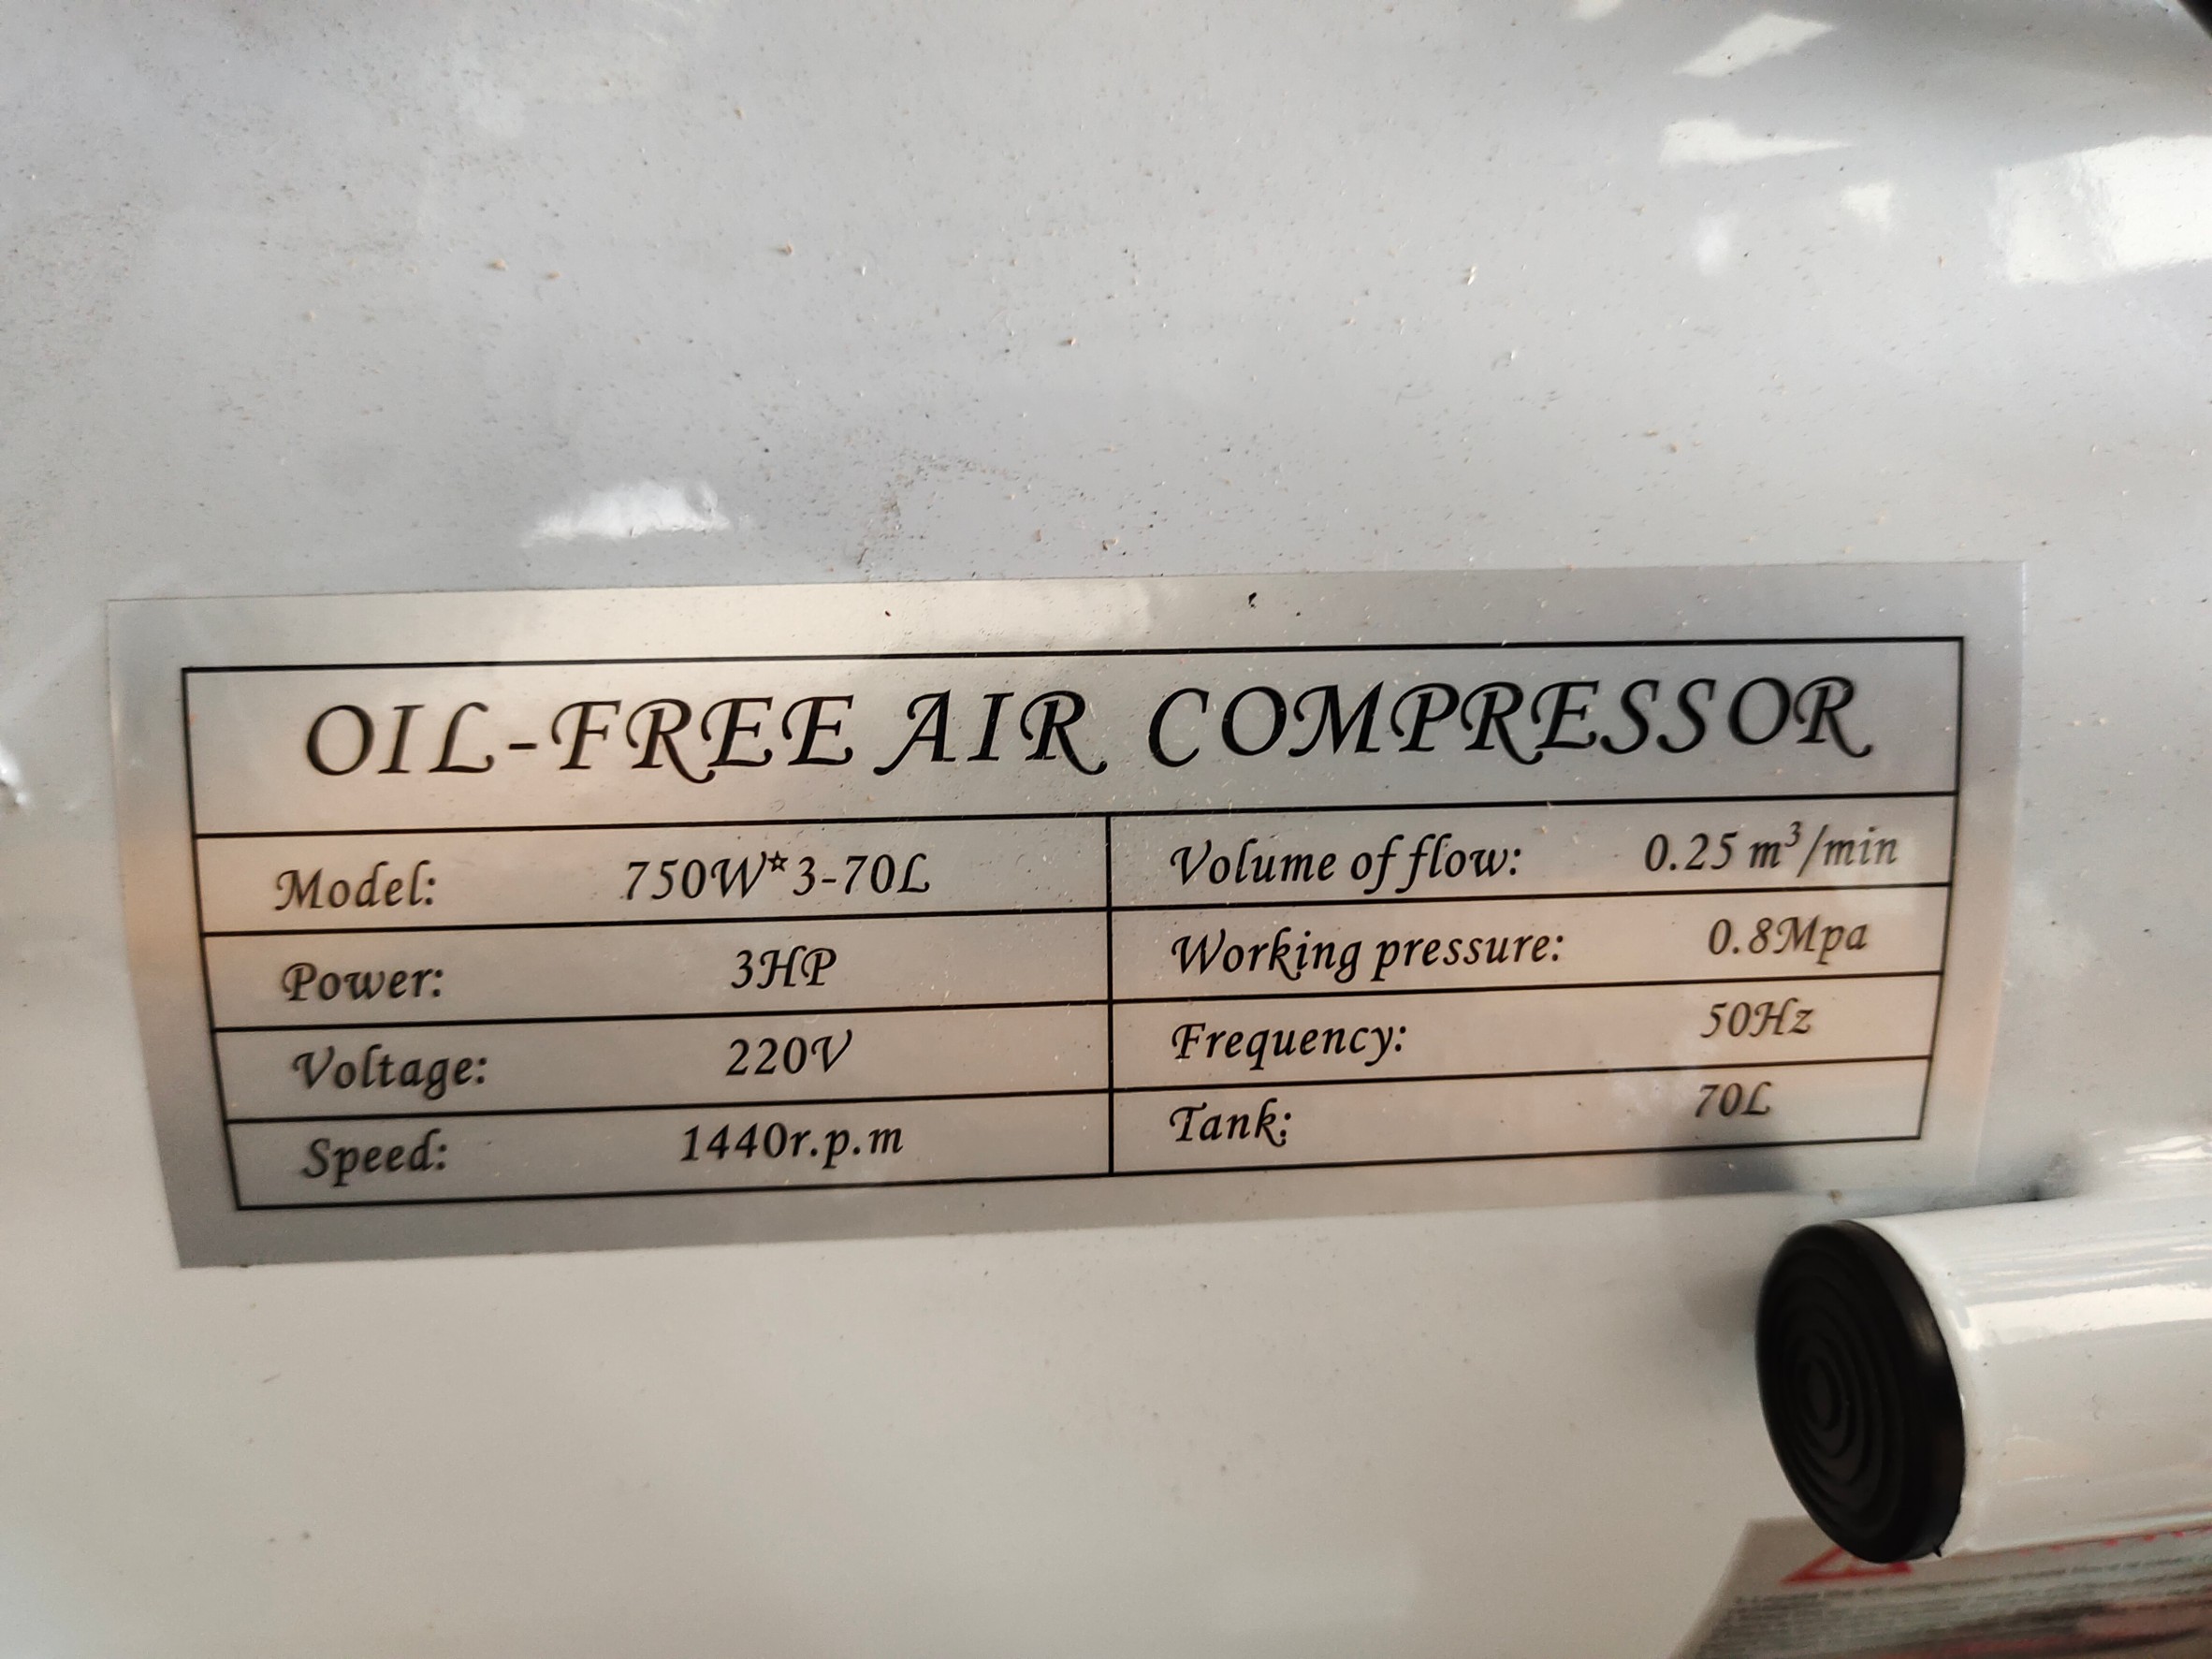 OIL-FREE AIR COMPRESSOR
Model: 750W☆3-70L
Volume of flow: 0.25 m³/min
Power: 3HP
Working pressure: 0.8Mpa
Voltage: 220V
Frequency: 50Hz
Speed: 1440r.p.m
Tank: 70L